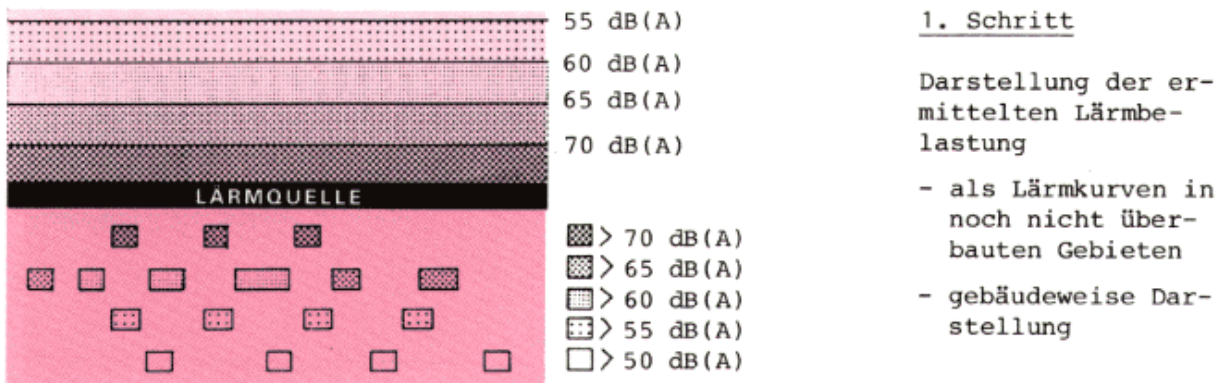 55 dB(A)
60 dB(A)
65 dB(A)
70 dB(A)
LÄRMQUELLE
> 70 dB(A)
> 65 dB(A)
> 60 dB(A)
> 55 dB(A)
> 50 dB(A)
1. Schritt
Darstellung der er-
mittelten Lärmbe-
lastung
- als Lärmkurven in
noch nicht über-
bauten Gebieten
- gebäudeweise Dar-
stellung